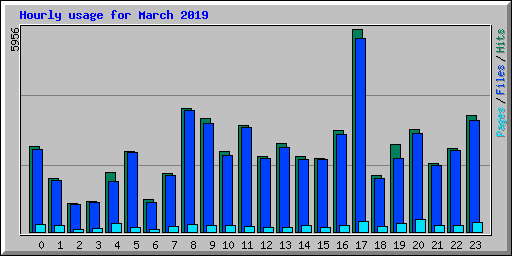 Hourly usage for March 2019
5956
Pages/Files/Hits
0 1 2 3 4 5 6 7 8 9 10 11 12 13 14 15 16 17 18 19 20 21 22 23